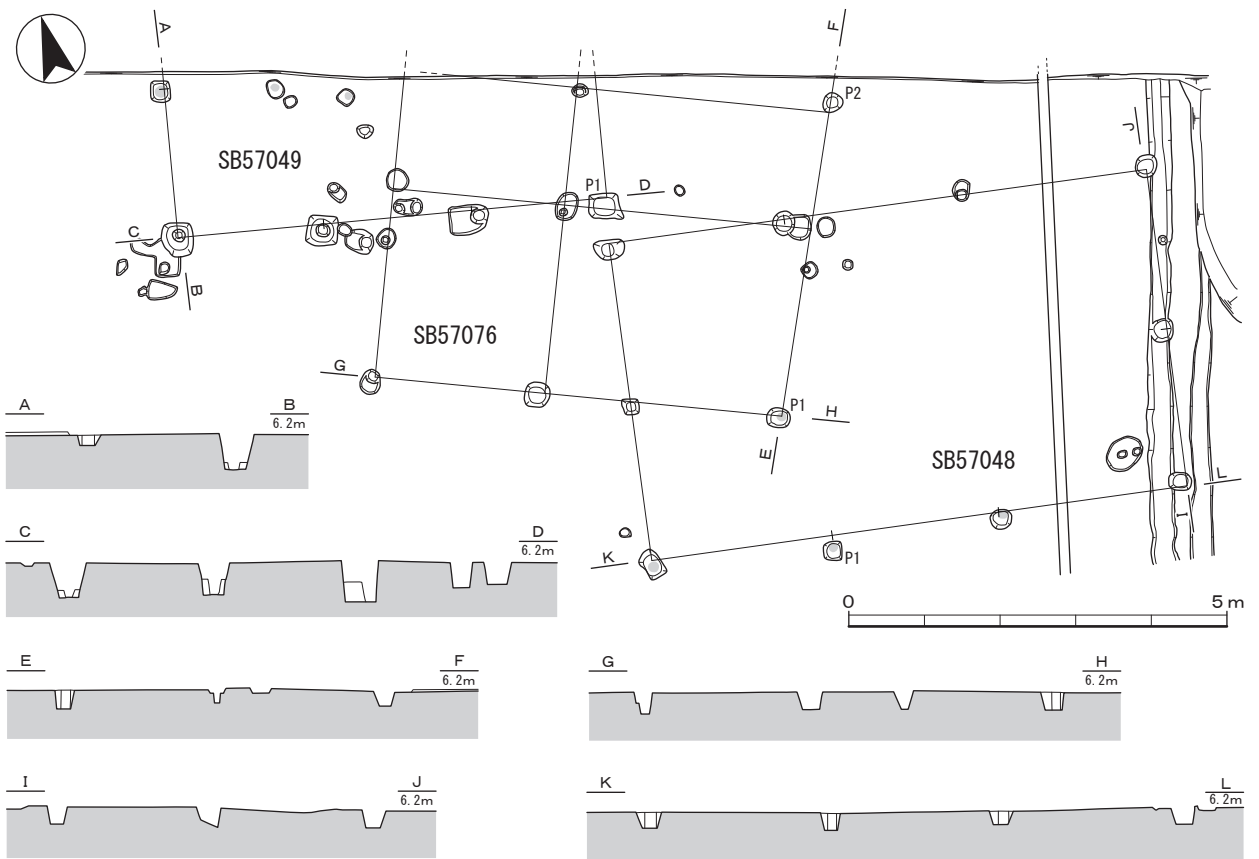 A
F
P2
J
SB57049
P1
D
C
B
SB57076
G
P1
H
E
SB57048
L
I
K
P1
0 5m
A B
6.2m
C D
6.2m
E F
6.2m
G H
6.2m
I J
6.2m
K L
6.2m